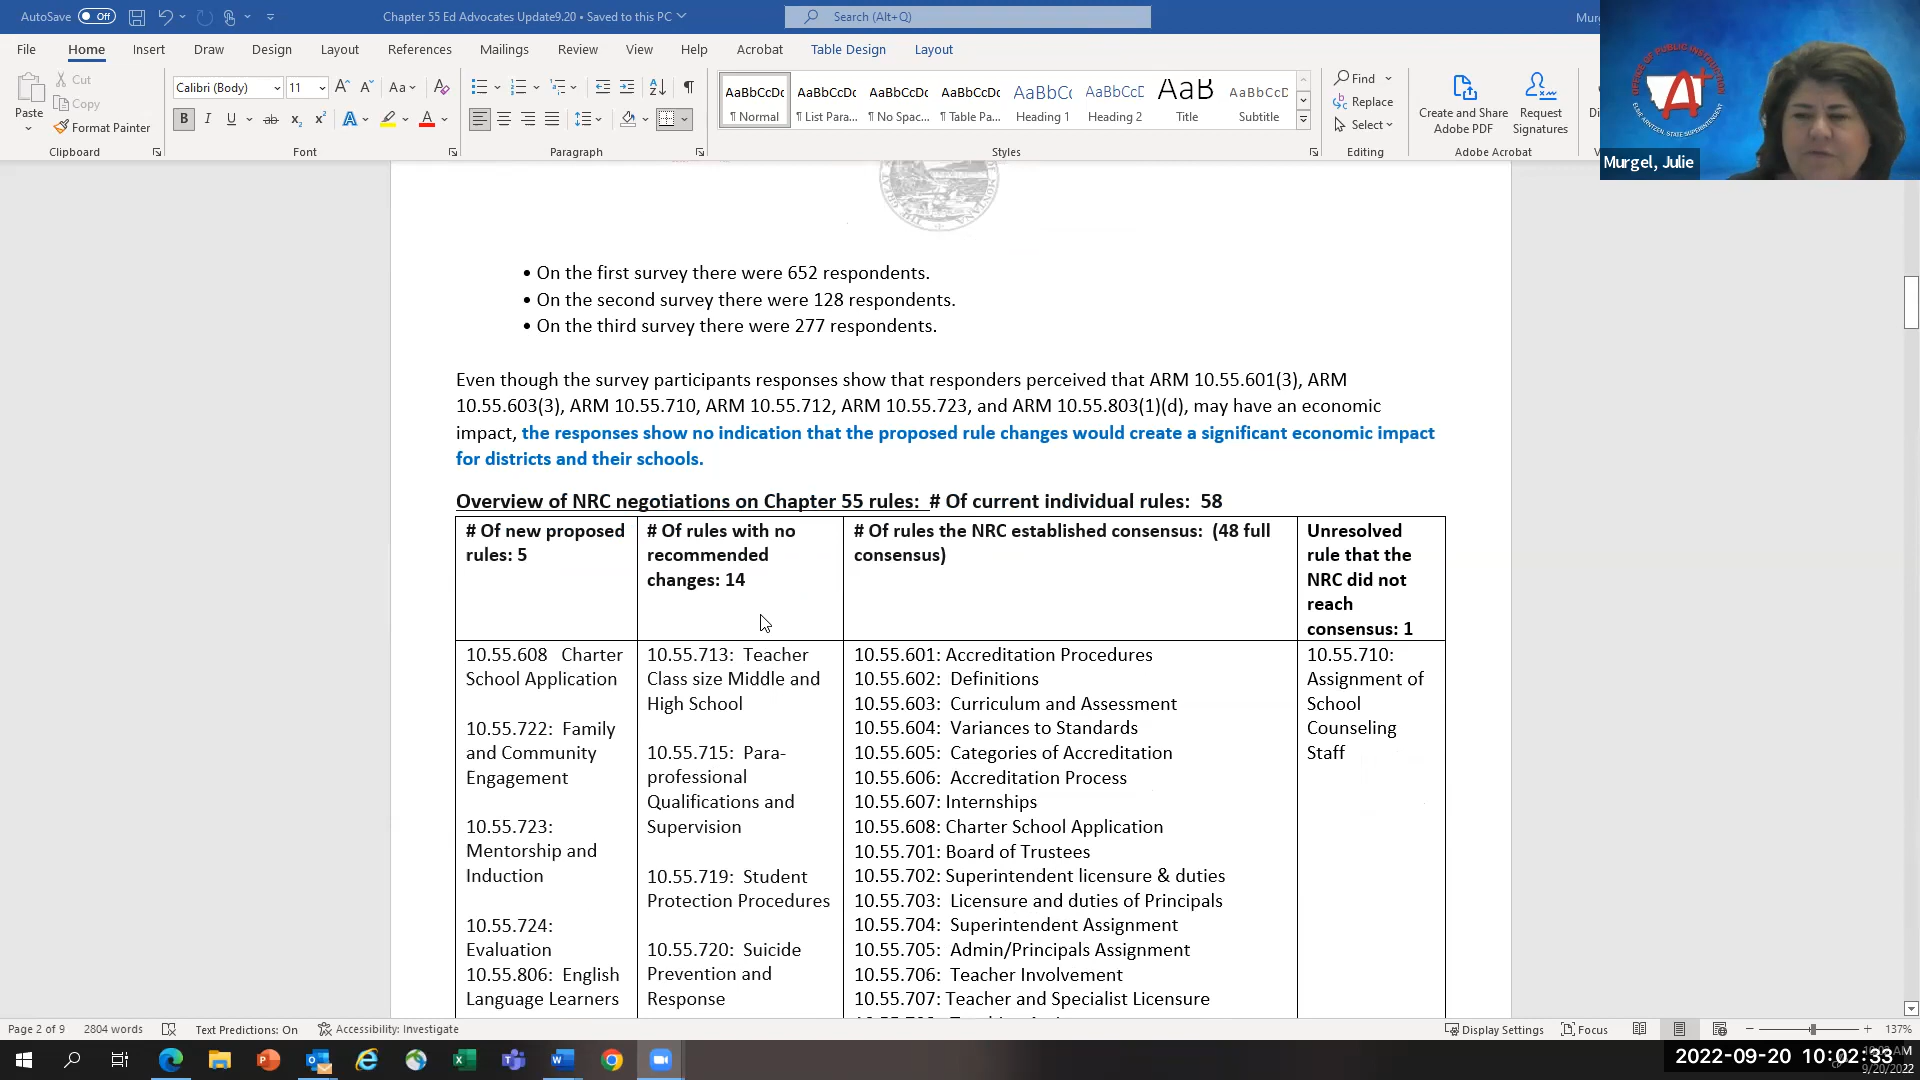 AutoSave Off
Chapter 55 Ed Advocates Update9.20 • Saved to this PC
Search (Alt+Q)
File Home Insert Draw Design Layout References Mailings Review View Help Acrobat Table Design Layout
Paste
Cut
Copy
Format Painter
Clipboard
Calibri (Body) 11
Font
Paragraph
AaBbCcDc AaBbCcDc AaBbCcDc AaBbCcDc AaBbCc AaBbCcE AaB AaBbCcD
¶ Normal ¶ List Para... ¶ No Spac... ¶ Table Pa... Heading 1 Heading 2 Title Subtitle
Styles
Find
Replace
Select
Editing
Create and Share Adobe PDF
Request Signatures
Adobe Acrobat
OFFICE OF PUBLIC INSTRUCTION
ELSIE ARNTZEN, STATE SUPERINTENDENT
Murgel, Julie
• On the first survey there were 652 respondents.
• On the second survey there were 128 respondents.
• On the third survey there were 277 respondents.
Even though the survey participants responses show that responders perceived that ARM 10.55.601(3), ARM
10.55.603(3), ARM 10.55.710, ARM 10.55.712, ARM 10.55.723, and ARM 10.55.803(1)(d), may have an economic
impact, the responses show no indication that the proposed rule changes would create a significant economic impact
for districts and their schools.
Overview of NRC negotiations on Chapter 55 rules: # Of current individual rules: 58
# Of new proposed
rules: 5
# Of rules with no
recommended
changes: 14
# Of rules the NRC established consensus: (48 full
consensus)
Unresolved
rule that the
NRC did not
reach
consensus: 1
10.55.608 Charter
School Application
10.55.722: Family
and Community
Engagement
10.55.723:
Mentorship and
Induction
10.55.724:
Evaluation
10.55.806: English
Language Learners
10.55.713: Teacher
Class size Middle and
High School
10.55.715: Para-
professional
Qualifications and
Supervision
10.55.719: Student
Protection Procedures
10.55.720: Suicide
Prevention and
Response
10.55.601: Accreditation Procedures
10.55.602: Definitions
10.55.603: Curriculum and Assessment
10.55.604: Variances to Standards
10.55.605: Categories of Accreditation
10.55.606: Accreditation Process
10.55.607: Internships
10.55.608: Charter School Application
10.55.701: Board of Trustees
10.55.702: Superintendent licensure & duties
10.55.703: Licensure and duties of Principals
10.55.704: Superintendent Assignment
10.55.705: Admin/Principals Assignment
10.55.706: Teacher Involvement
10.55.707: Teacher and Specialist Licensure
10.55.710:
Assignment of
School
Counseling
Staff
Page 2 of 9 2804 words Text Predictions: On Accessibility: Investigate
Display Settings Focus 137%
2022-09-20 10:02:33